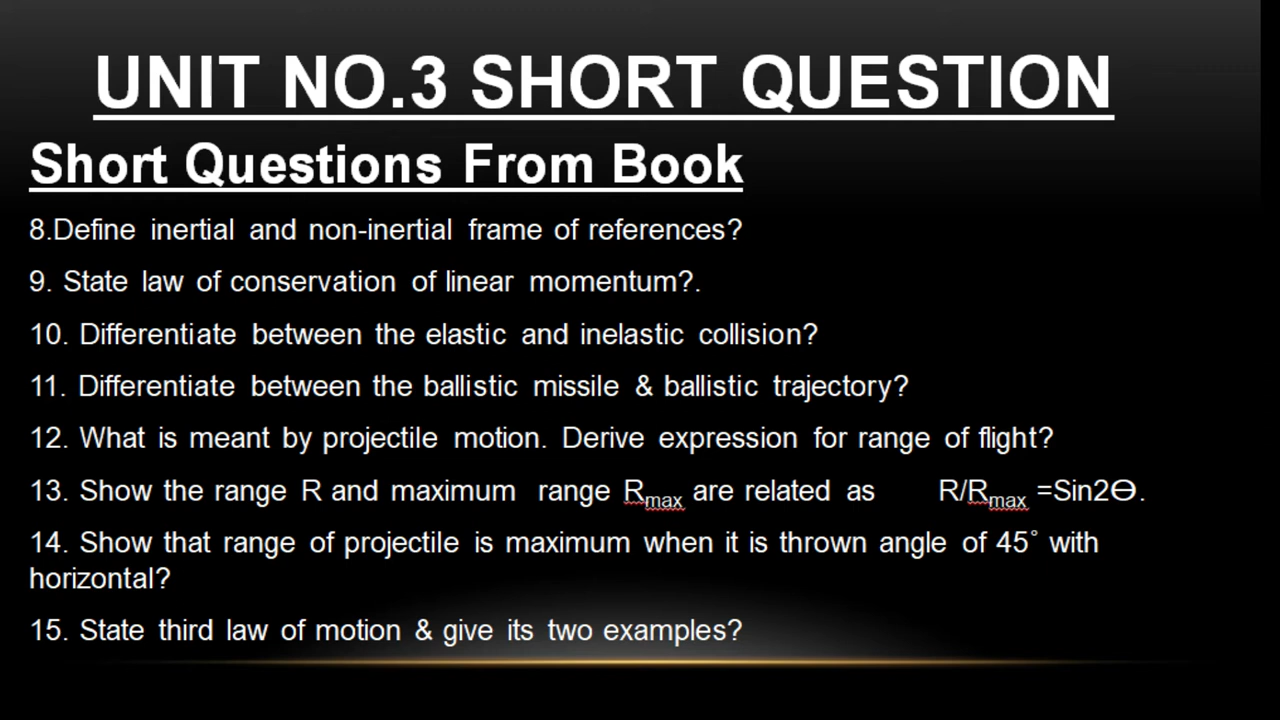 UNIT NO.3 SHORT QUESTION
Short Questions From Book
8.Define inertial and non-inertial frame of references?
9. State law of conservation of linear momentum?.
10. Differentiate between the elastic and inelastic collision?
11. Differentiate between the ballistic missile & ballistic trajectory?
12. What is meant by projectile motion. Derive expression for range of flight?
13. Show the range R and maximum range Rmax are related as R/Rmax =Sin2Ɵ.
14. Show that range of projectile is maximum when it is thrown angle of 45˚ with
horizontal?
15. State third law of motion & give its two examples?